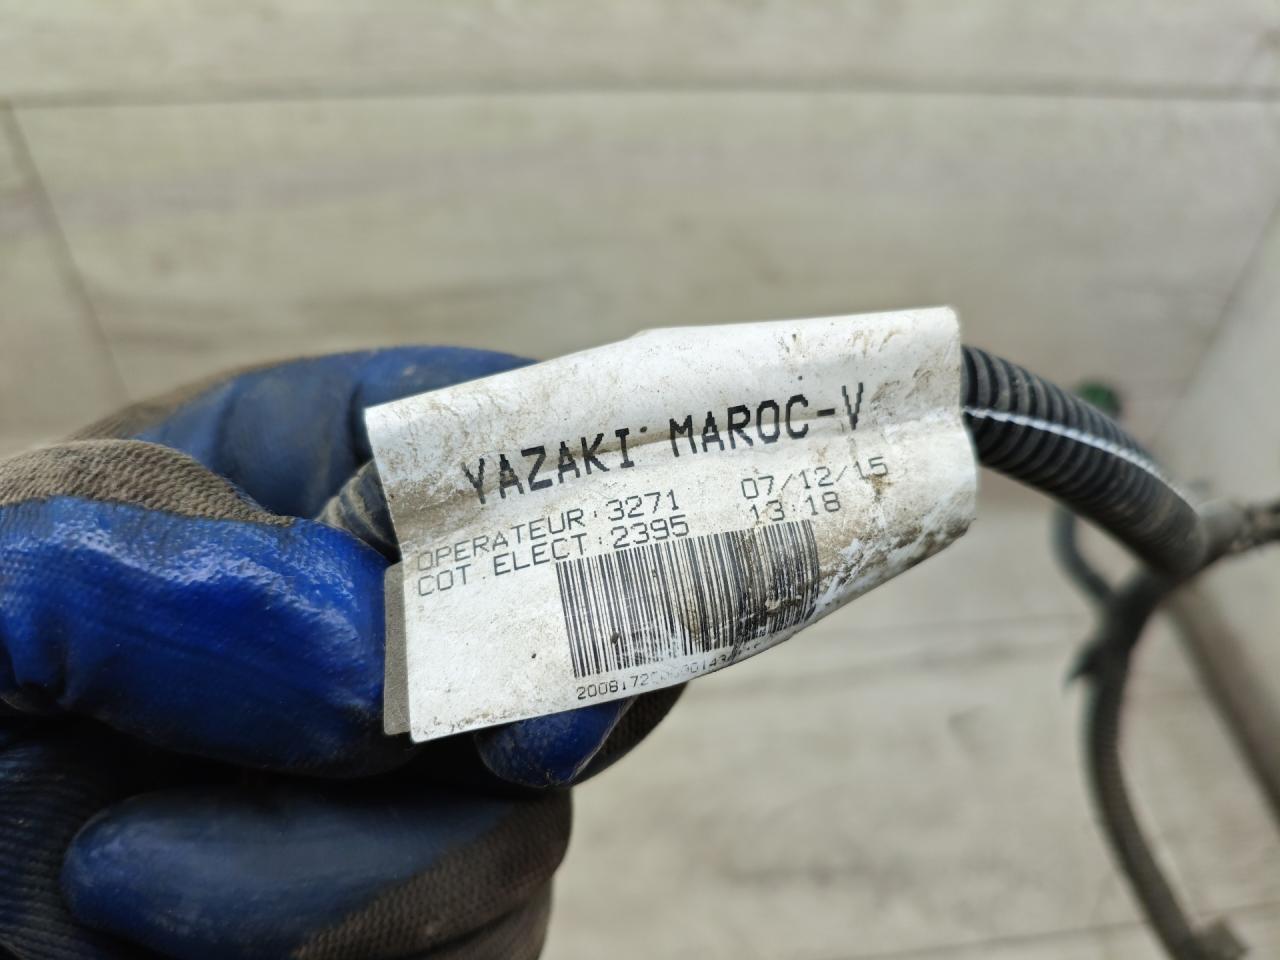 YAZAKI MAROC-V
OPERATEUR:3271 07/12/15
COT ELECT:2395 13:18